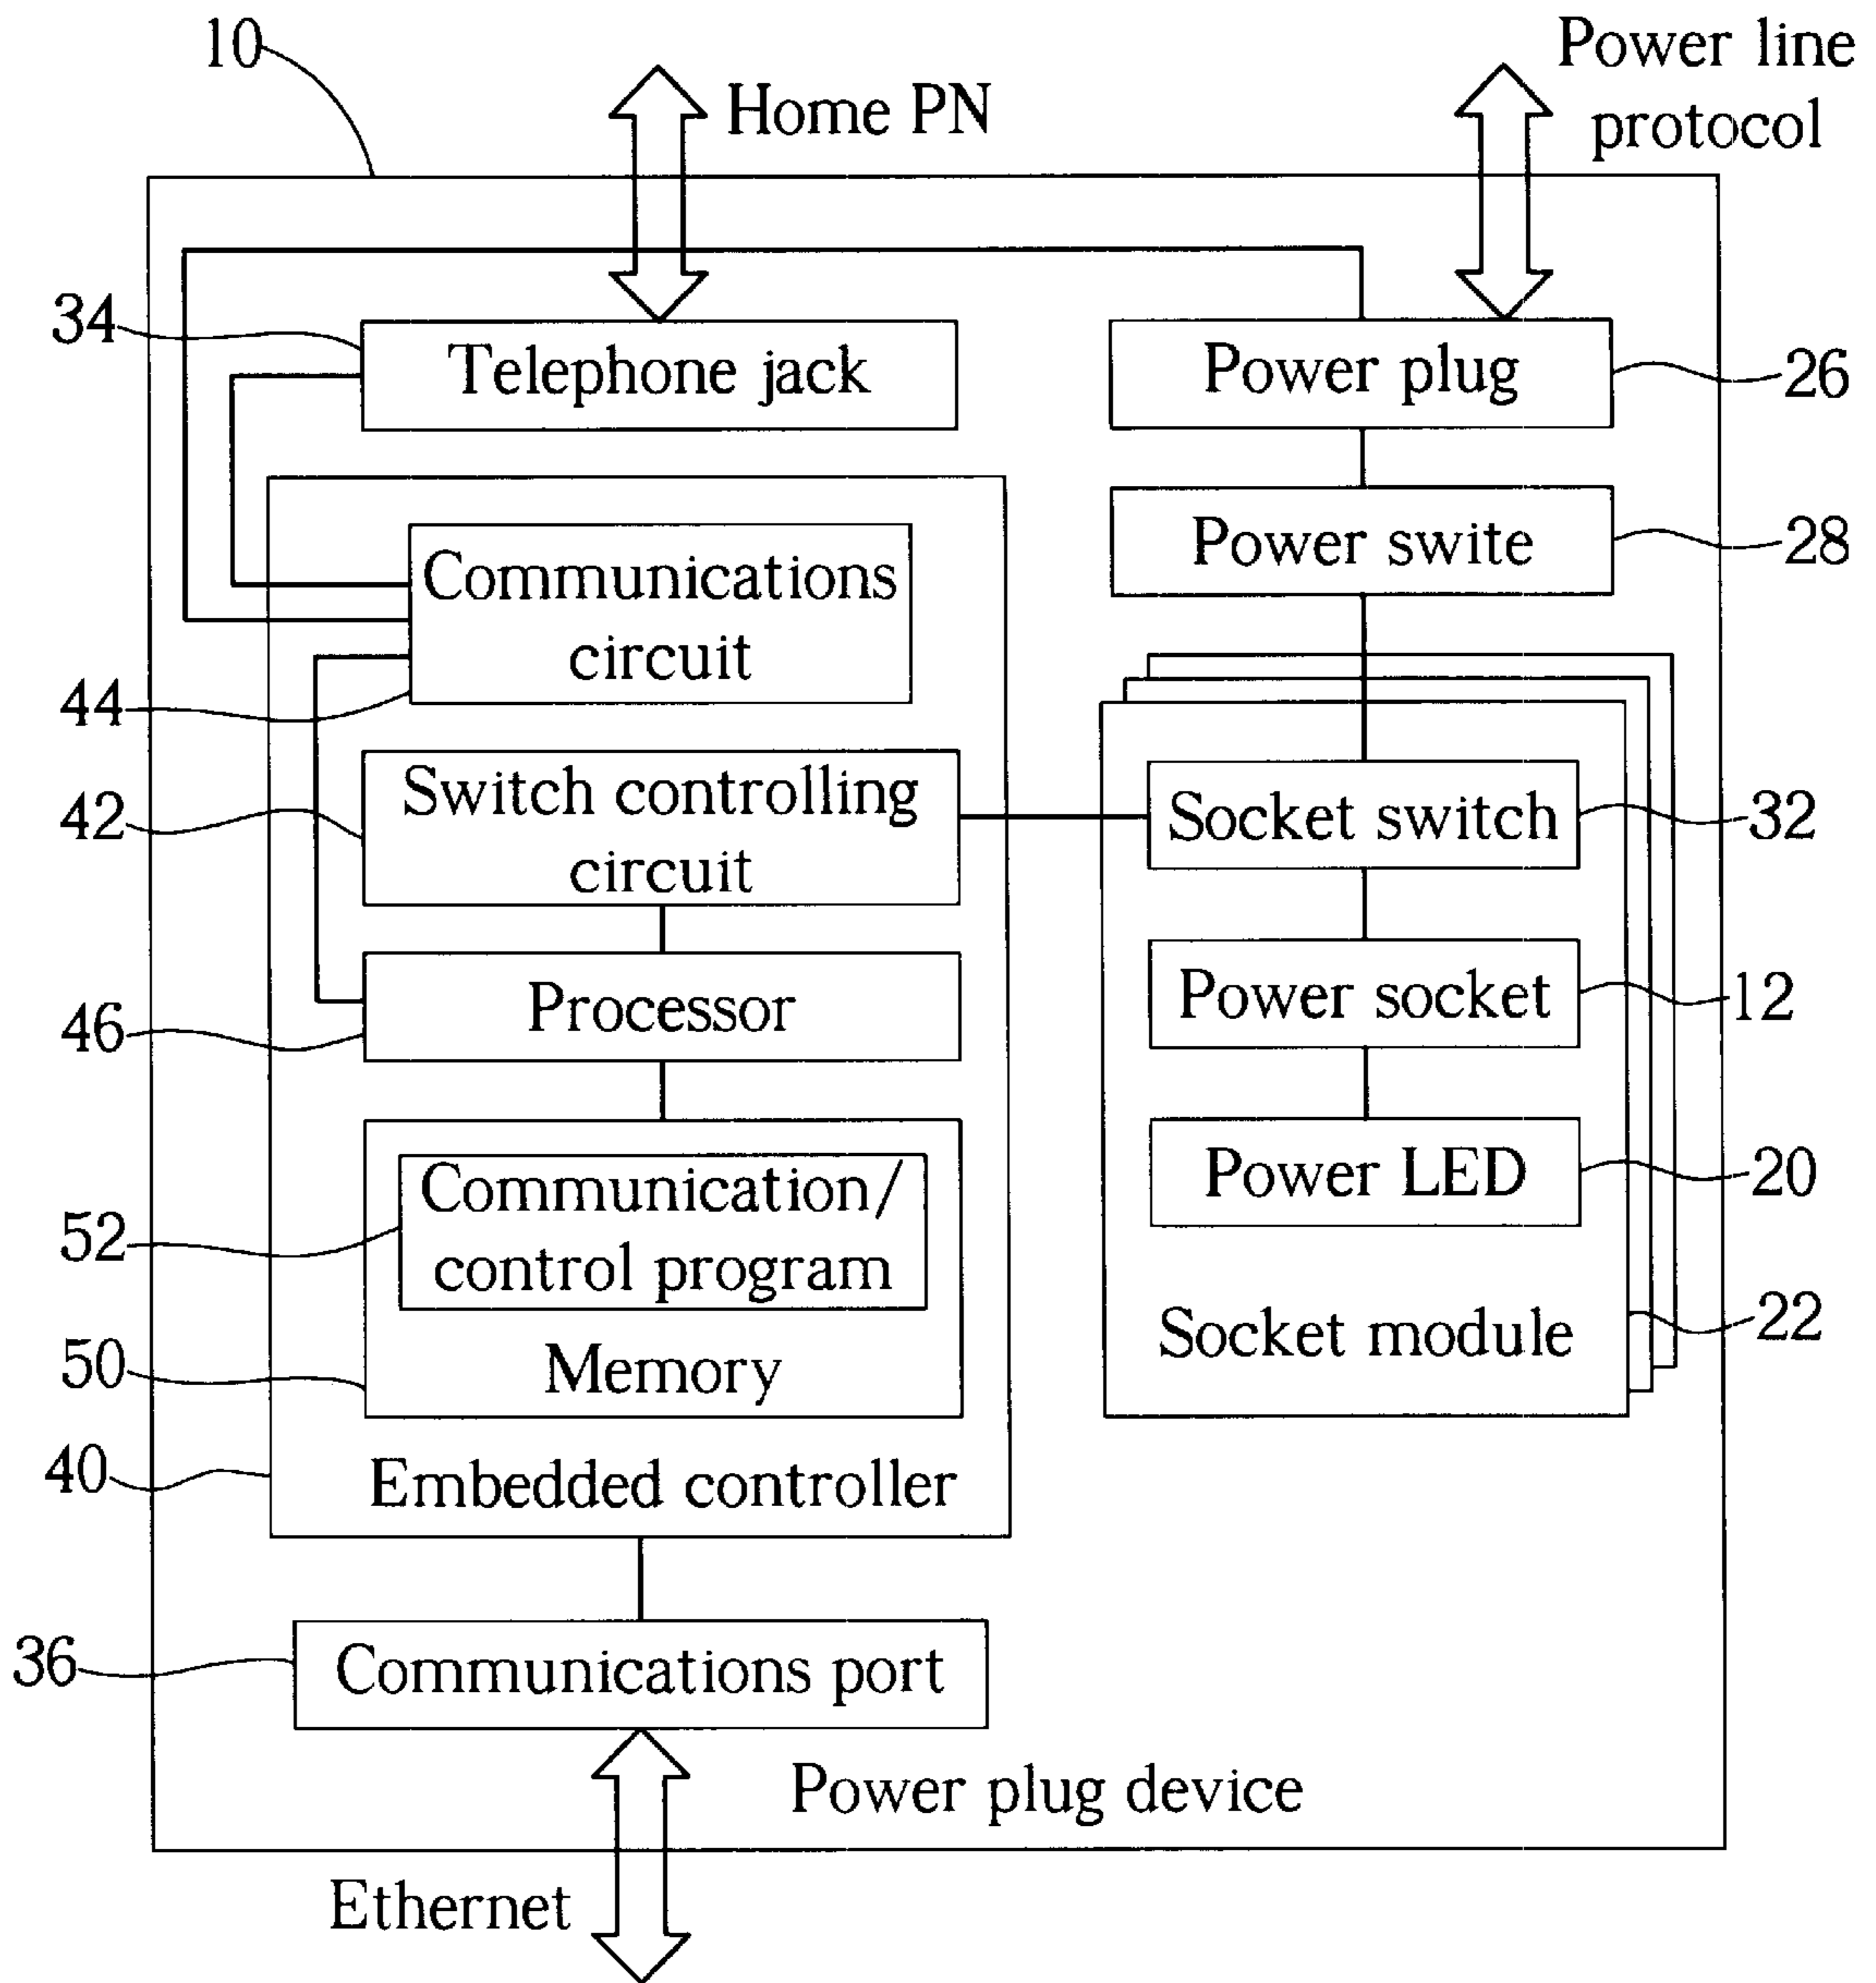 10
Home PN
Power line
protocol
34
Telephone jack
Power plug
26
Power swite
28
Communications
circuit
44
Switch controlling
circuit
42
Socket switch
32
Processor
46
Power socket
12
Communication/
control program
52
Power LED
20
Memory
50
Socket module
22
Embedded controller
40
Communications port
36
Power plug device
Ethernet